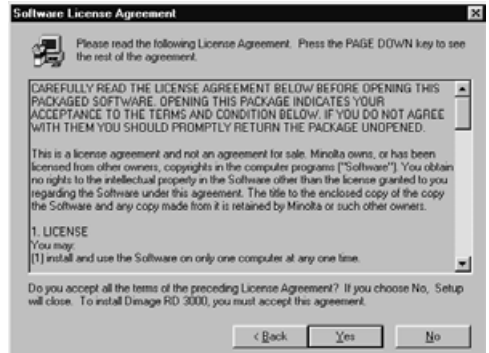 Software License Agreement
Please read the following License Agreement. Press the PAGE DOWN key to see
the rest of the agreement.
CAREFULLY READ THE LICENSE AGREEMENT BELOW BEFORE OPENING THIS
PACKAGED SOFTWARE. OPENING THIS PACKAGE INDICATES YOUR
ACCEPTANCE TO THE TERMS AND CONDITION BELOW. IF YOU DO NOT AGREE
WITH THEM YOU SHOULD PROMPTLY RETURN THE PACKAGE UNOPENED.
This is a license agreement and not an agreement for sale. Minolta owns, or has been
licensed from other owners, copyrights in the computer programs ["Software"]. You obtain
no rights to the intellectual property in the Software other than the license granted to you
regarding the Software under this agreement. The title to the enclosed copy of the copy
the Software and any copy made from it is retained by Minolta or such other owners.
1. LICENSE
You may:
(1) install and use the Software on only one computer at any one time.
Do you accept all the terms of the preceding License Agreement? If you choose No, Setup
will close. To install Dimage RD 3000, you must accept this agreement.
< Back Yes No